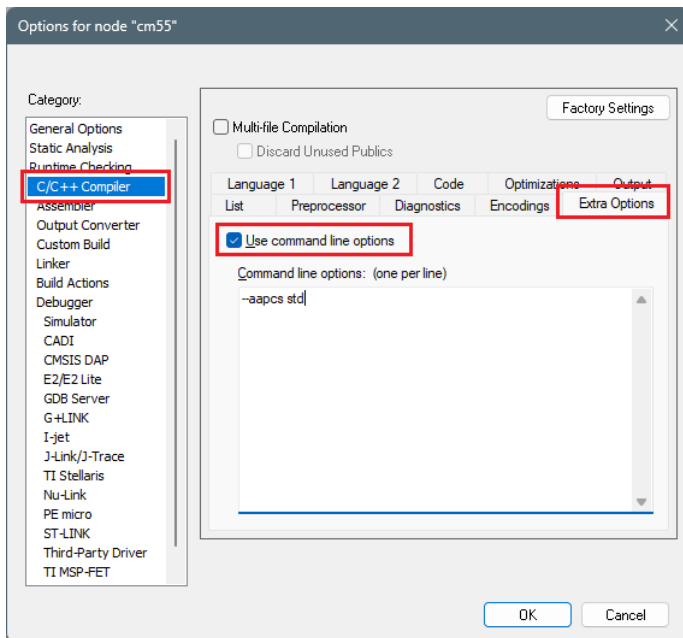 Options for node "cm55"
Category:
General Options
Static Analysis
Runtime Checking
C/C++ Compiler
Assembler
Output Converter
Custom Build
Linker
Build Actions
Debugger
Simulator
CADI
CMSIS DAP
E2/E2 Lite
GDB Server
G+LINK
I-jet
J-Link/J-Trace
TI Stellaris
Nu-Link
PE micro
ST-LINK
Third-Party Driver
TI MSP-FET
Factory Settings
Multi-file Compilation
Discard Unused Publics
Language 1 Language 2 Code Optimizations Output
List Preprocessor Diagnostics Encodings Extra Options
Use command line options
Command line options: (one per line)
--aapcs std
OK Cancel